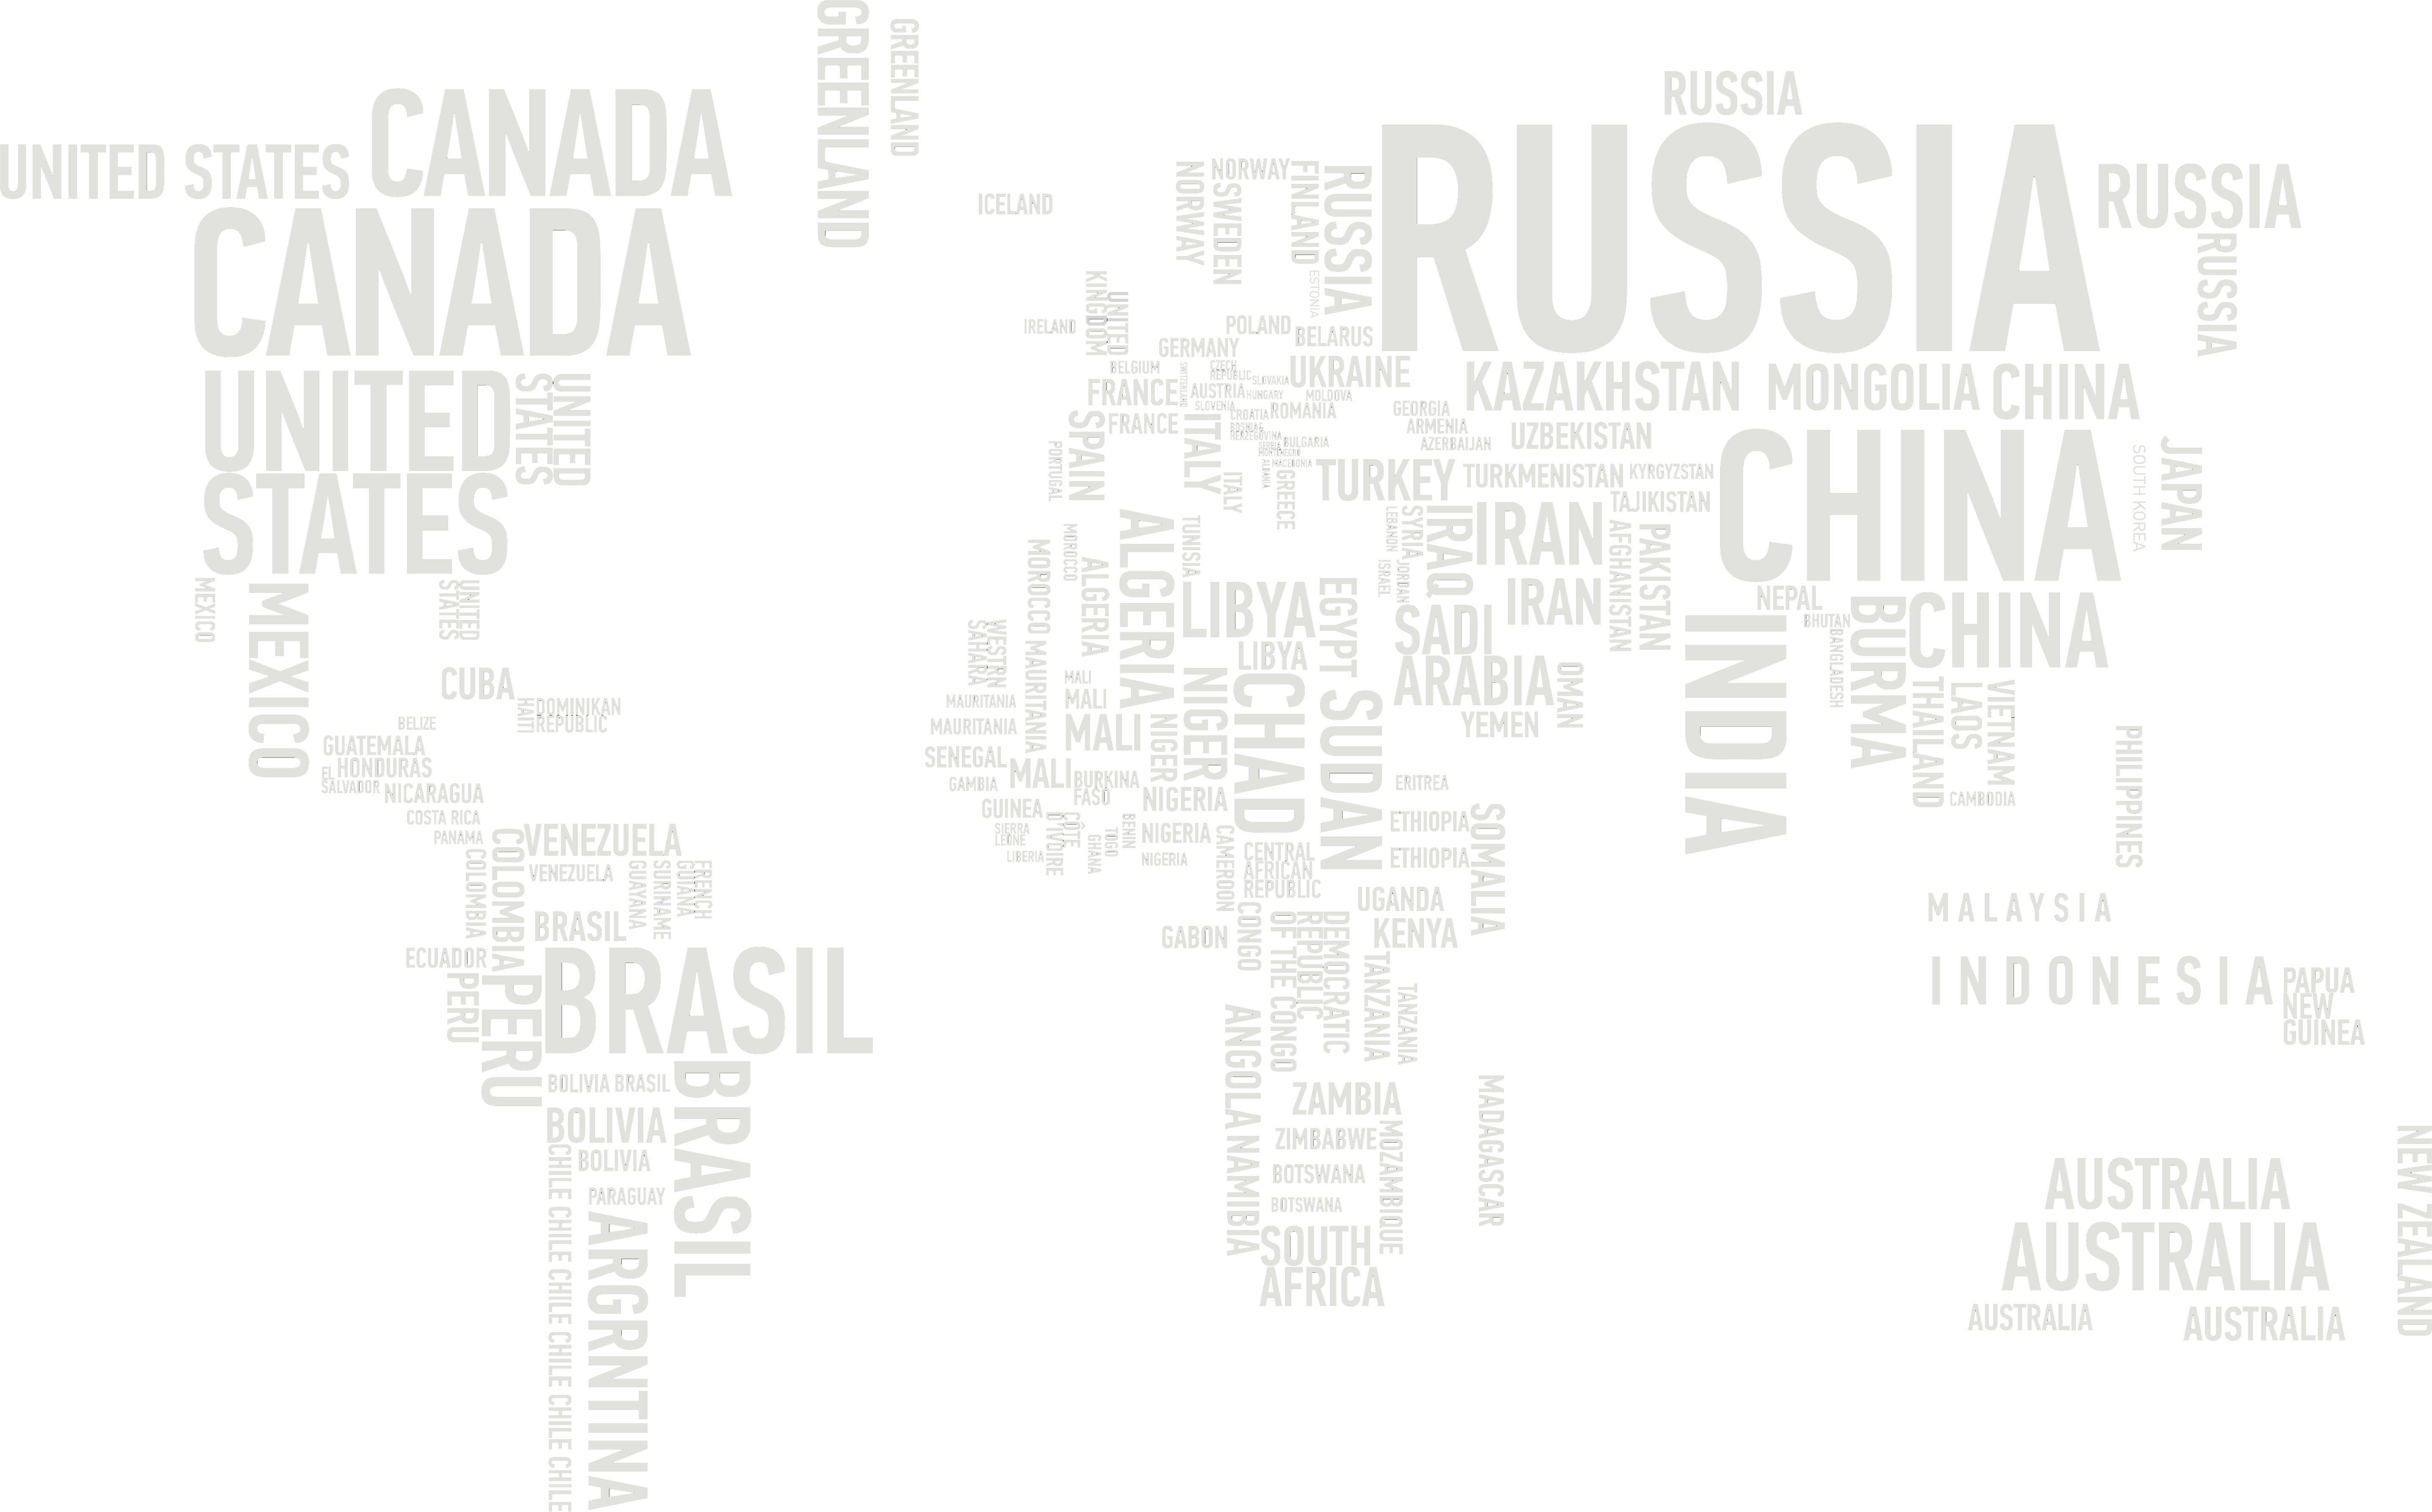 GREENLAND
GREENLAND
CANADA
UNITED STATES
CANADA
UNITED
STATES
UNITED
STATES
MEXICO
MEXICO
UNITED
STATES
CUBA
HAITI
DOMINIKAN
REPUBLIC
BELIZE
GUATEMALA
EL
SALVADOR
HONDURAS
NICARAGUA
COSTA RICA
PANAMA
COLOMBIA
COLOMBIA
VENEZUELA
VENEZUELA
GUAYANA
SURINAME
FRENCH
GUIANA
BRASIL
ECUADOR
BRASIL
PERU
PERU
BOLIVIA BRASIL
BRASIL
BOLIVIA
BOLIVIA
PARAGUAY
CHILE CHILE CHILE CHILE CHILE CHILE
ARGRNTINA
ICELAND
NORWAY
NORWAY
SWEDEN
FINLAND
RUSSIA
RUSSIA
RUSSIA
RUSSIA
RUSSIA
ESTONIA
UNITED
KINGDOM
IRELAND
POLAND
BELARUS
GERMANY
BELGIUM
SWITZERLAND
CZECH
REPUBLIC
SLOVAKIA
UKRAINE
FRANCE
AUSTRIA
HUNGARY
MOLDOVA
SLOVENIA
CROATIA
ROMANIA
FRANCE
BOSNIA &
HERZEGOVINA
BULGARIA
SERBIA
MONTENEGRO
MACEDONIA
ALBANIA
GREECE
ITALY
ITALY
SPAIN
PORTUGAL
KAZAKHSTAN
MONGOLIA
CHINA
GEORGIA
ARMENIA
AZERBAIJAN
UZBEKISTAN
TURKEY
TURKMENISTAN
KYRGYZSTAN
TAJIKISTAN
CHINA
SOUTH KOREA
JAPAN
LEBANON
SYRIA
IRAQ
IRAN
ISRAEL
JORDAN
IRAN
AFGHANISTAN
PAKISTAN
SADI
ARABIA
OMAN
YEMEN
INDIA
NEPAL
BHUTAN
BANGLADESH
BURMA
CHINA
THAILAND
LAOS
VIETNAM
CAMBODIA
PHILIPPINES
MALAYSIA
INDONESIA
PAPUA
NEW
GUINEA
MOROCCO
MOROCCO
ALGERIA
ALGERIA
TUNISIA
LIBYA
LIBYA
EGYPT
WESTRN
SAHARA
MAURITANIA
MAURITANIA
MAURITANIA
MALI
MALI
MALI
MALI
NIGER
NIGER
CHAD
SUDAN
SENEGAL
GAMBIA
GUINEA
SIERRA
LEONE
LIBERIA
BURKINA
FASO
CÔTE
D'IVOIRE
GHANA
TOGO
BENIN
NIGERIA
NIGERIA
NIGERIA
CAMEROON
CENTRAL
AFRICAN
REPUBLIC
ERITREA
ETHIOPIA
ETHIOPIA
SOMALIA
UGANDA
KENYA
GABON
CONGO
DEMOCRATIC
REPUBLIC
OF THE CONGO
TANZANIA
TANZANIA
ANGOLA
NAMIBIA
ZAMBIA
ZIMBABWE
MOZAMBIQUE
BOTSWANA
BOTSWANA
SOUTH
AFRICA
MADAGASCAR
AUSTRALIA
AUSTRALIA
AUSTRALIA
AUSTRALIA
NEW ZEALAND